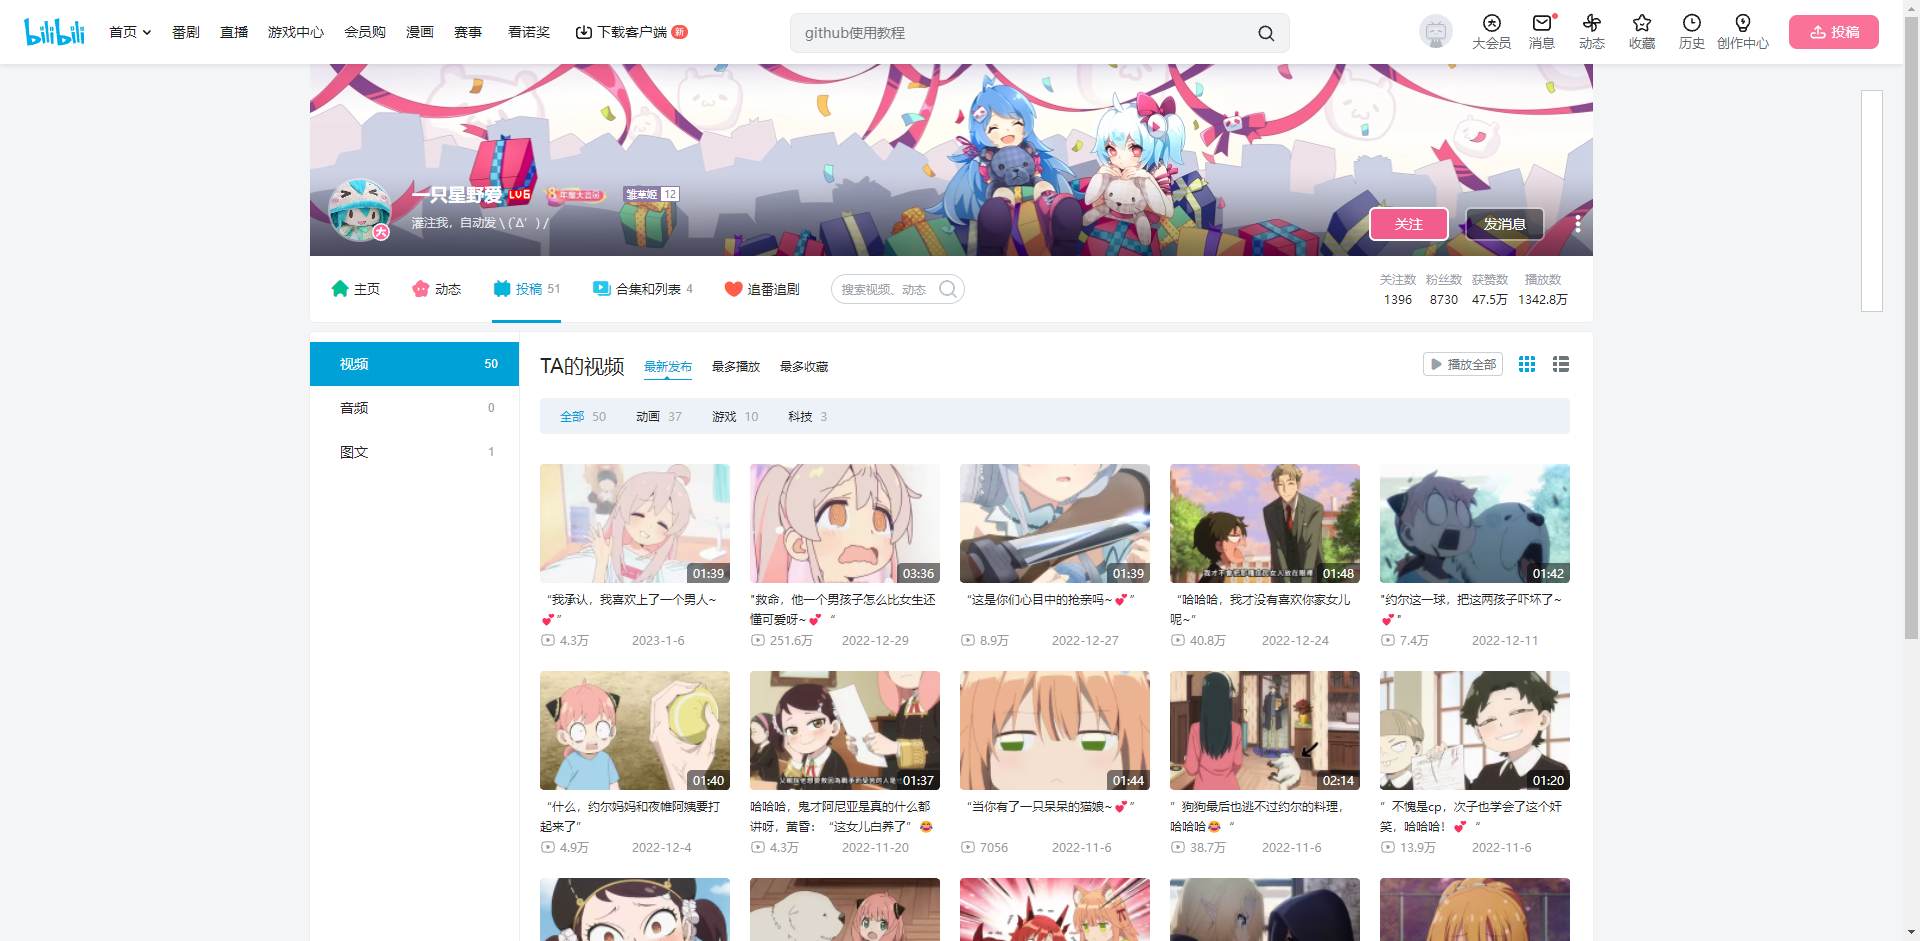 bilibili
首页
番剧
直播
游戏中心
会员购
漫画
赛事
看诺奖
下载客户端 新
github使用教程
大会员
消息
动态
收藏
历史
创作中心
投稿
一只星野爱 LV6 年度大会员 雏草姬 12
灌注我，自动发 \ (`Δ' ) /
大
关注
发消息
主页
动态
投稿 51
合集和列表 4
追番追剧
搜索视频、动态
关注数 粉丝数 获赞数 播放数
1396 8730 47.5万 1342.8万
视频 50
音频 0
图文 1
TA的视频
最新发布
最多播放
最多收藏
播放全部
全部 50
动画 37
游戏 10
科技 3
01:39
“我承认，我喜欢上了一个男人~
💕”
4.3万 2023-1-6
03:36
"救命，他一个男孩子怎么比女生还
懂可爱呀~💕 “
251.6万 2022-12-29
01:39
“这是你们心目中的抢亲吗~💕”
8.9万 2022-12-27
01:48
“哈哈哈，我才没有喜欢你家女儿
呢~”
40.8万 2022-12-24
01:42
"约尔这一球，把这两孩子吓坏了~
💕"
7.4万 2022-12-11
01:40
“什么，约尔妈妈和夜帷阿姨要打
起来了”
4.9万 2022-12-4
01:37
哈哈哈，鬼才阿尼亚是真的什么都
讲呀，黄昏：“这女儿白养了”😂
4.3万 2022-11-20
01:44
“当你有了一只呆呆的猫娘~💕”
7056 2022-11-6
02:14
”狗狗最后也逃不过约尔的料理，
哈哈哈😂 “
38.7万 2022-11-6
01:20
”不愧是cp，次子也学会了这个奸
笑，哈哈哈！💕 “
13.9万 2022-11-6